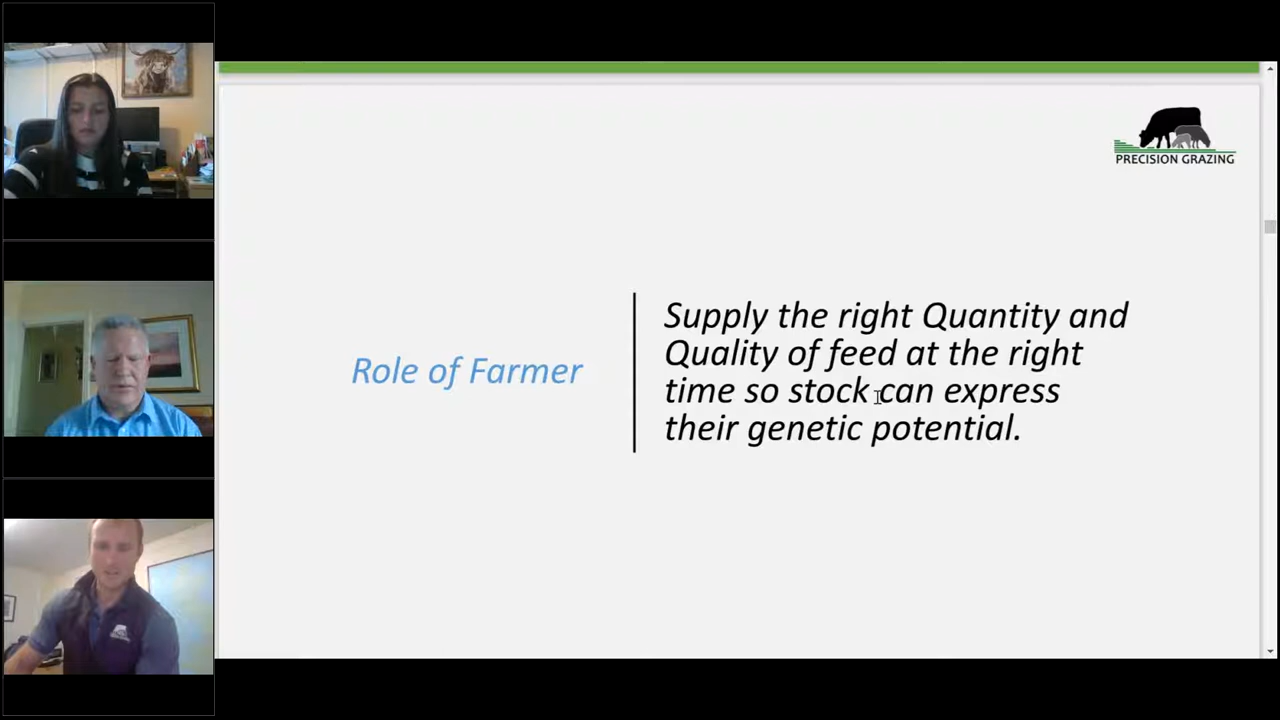 PRECISION GRAZING
Role of Farmer
Supply the right Quantity and
Quality of feed at the right
time so stock can express
their genetic potential.